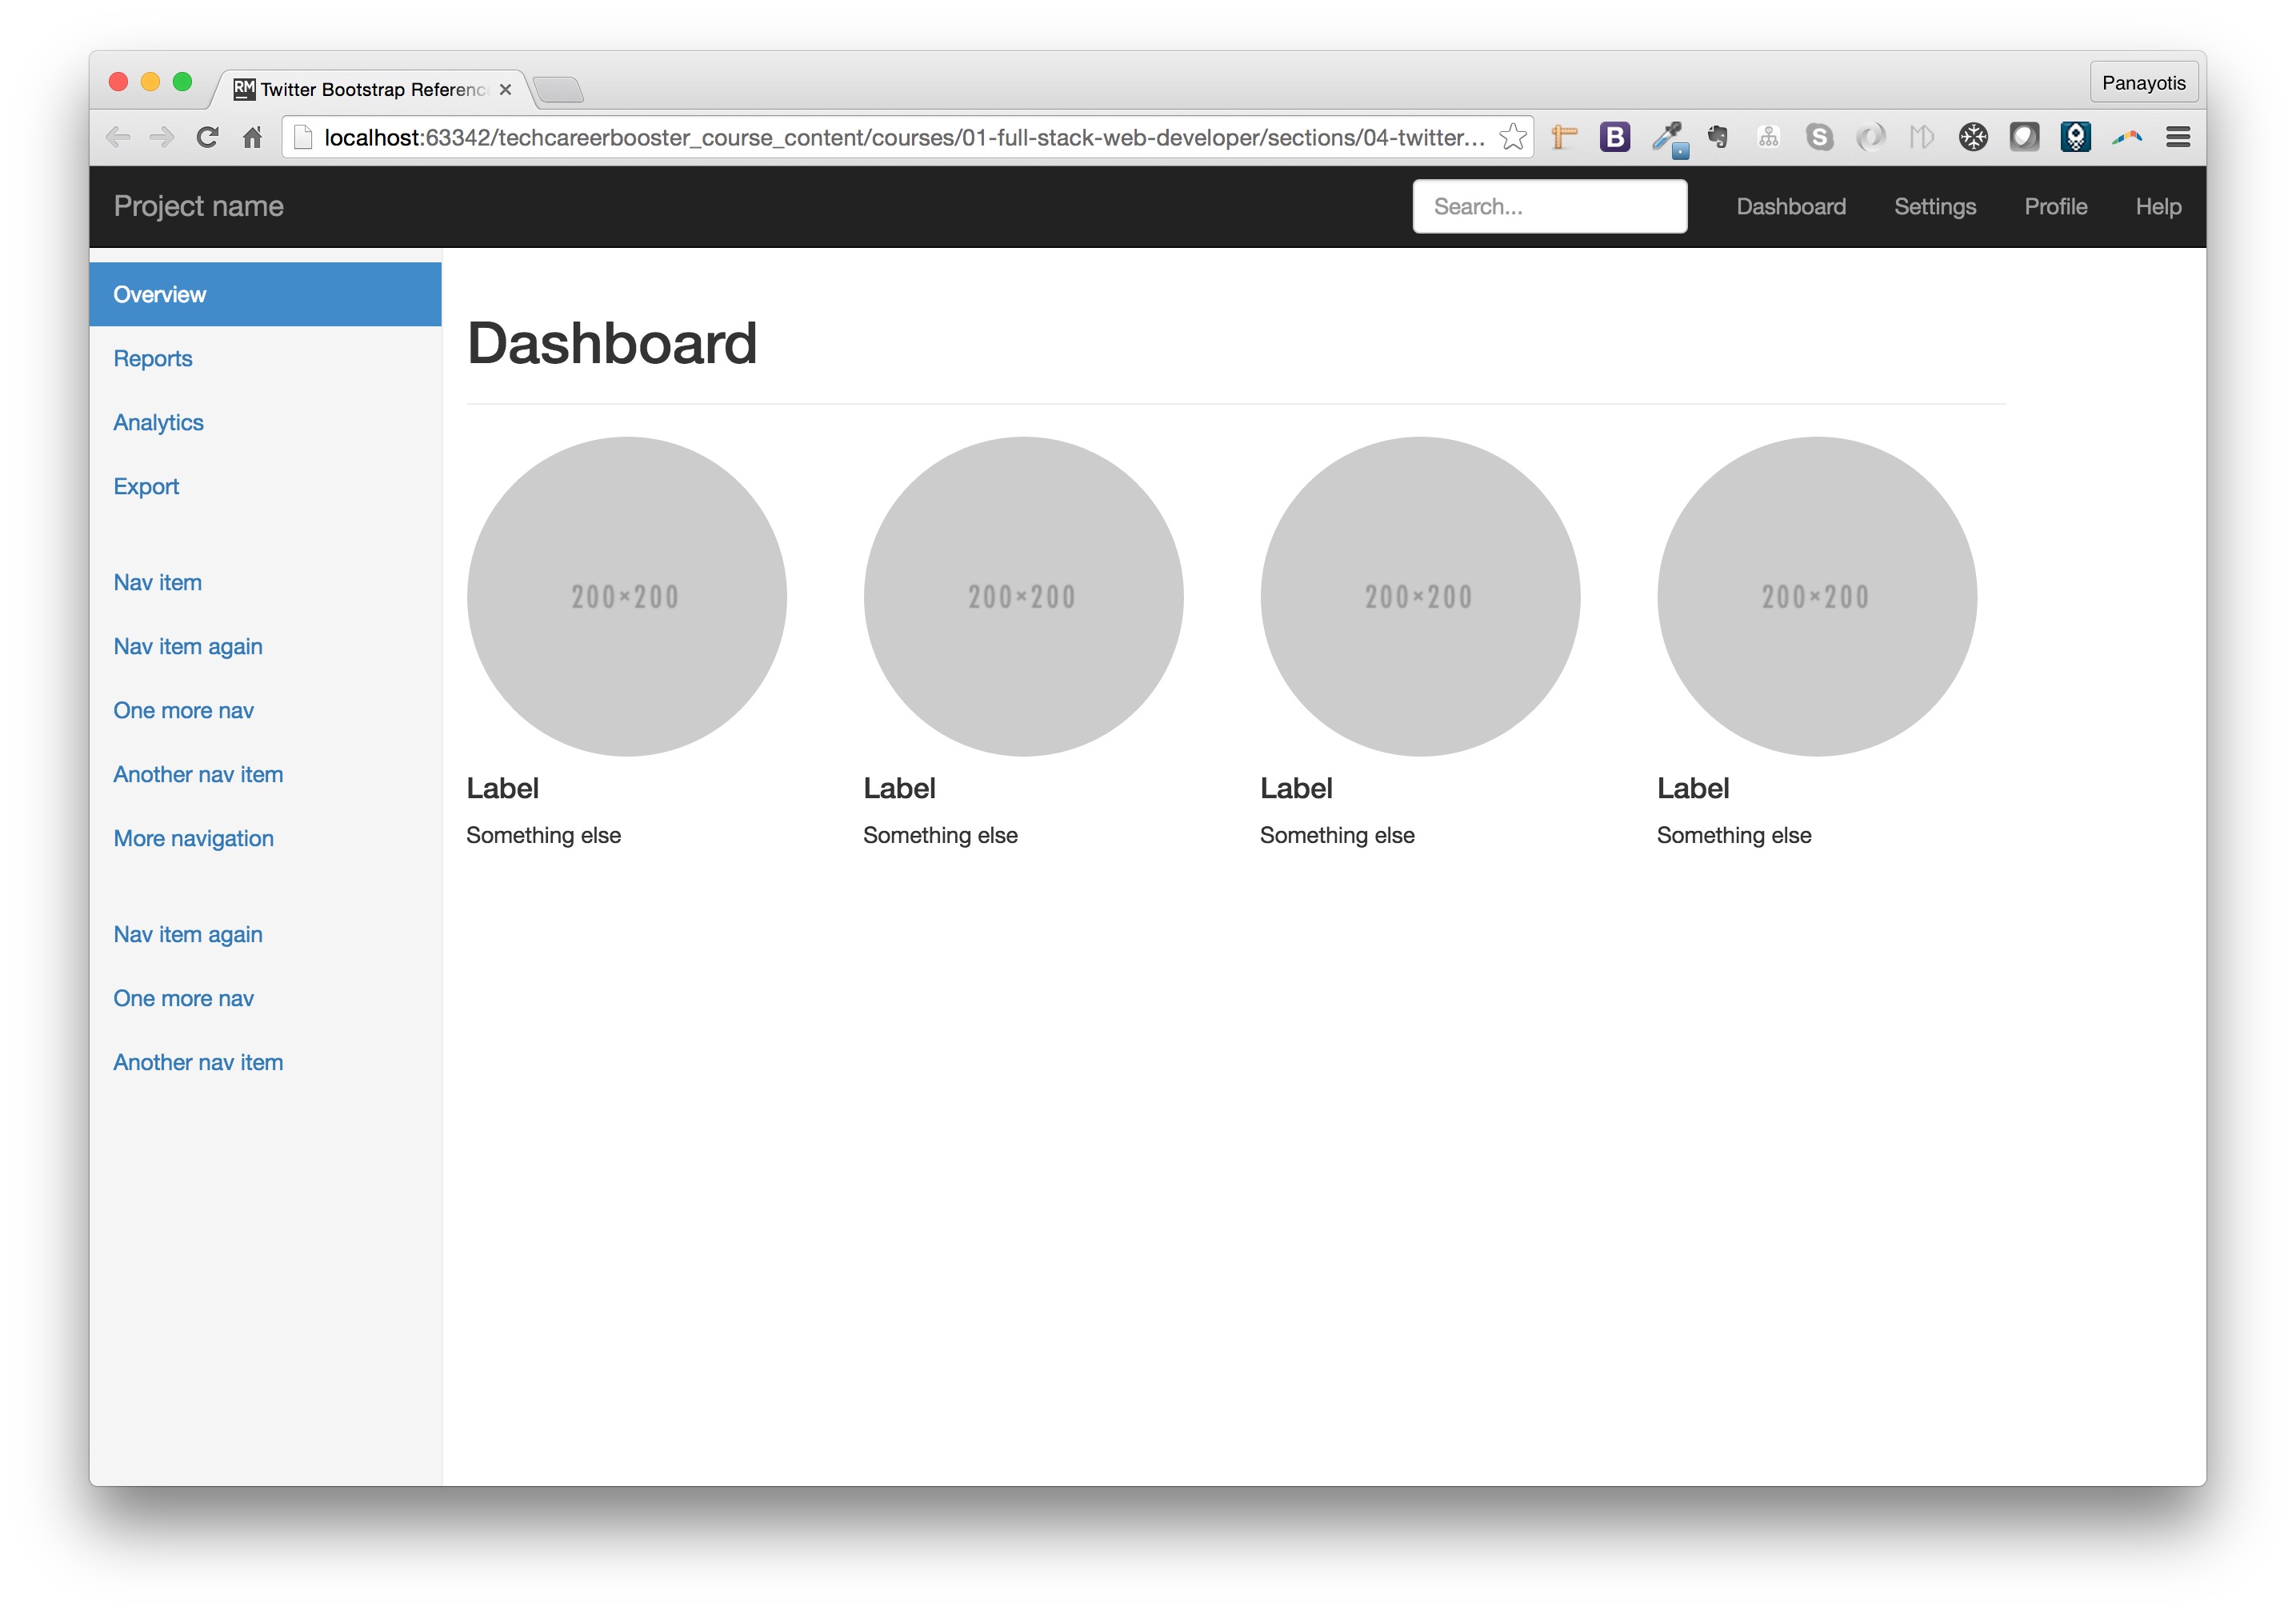 Twitter Bootstrap Referenc
Panayotis
localhost:63342/techcareerbooster_course_content/courses/01-full-stack-web-developer/sections/04-twitter...
Project name
Search...
Dashboard
Settings
Profile
Help
Overview
Reports
Analytics
Export
Nav item
Nav item again
One more nav
Another nav item
More navigation
Nav item again
One more nav
Another nav item
Dashboard
200×200
Label
Something else
200×200
Label
Something else
200×200
Label
Something else
200×200
Label
Something else